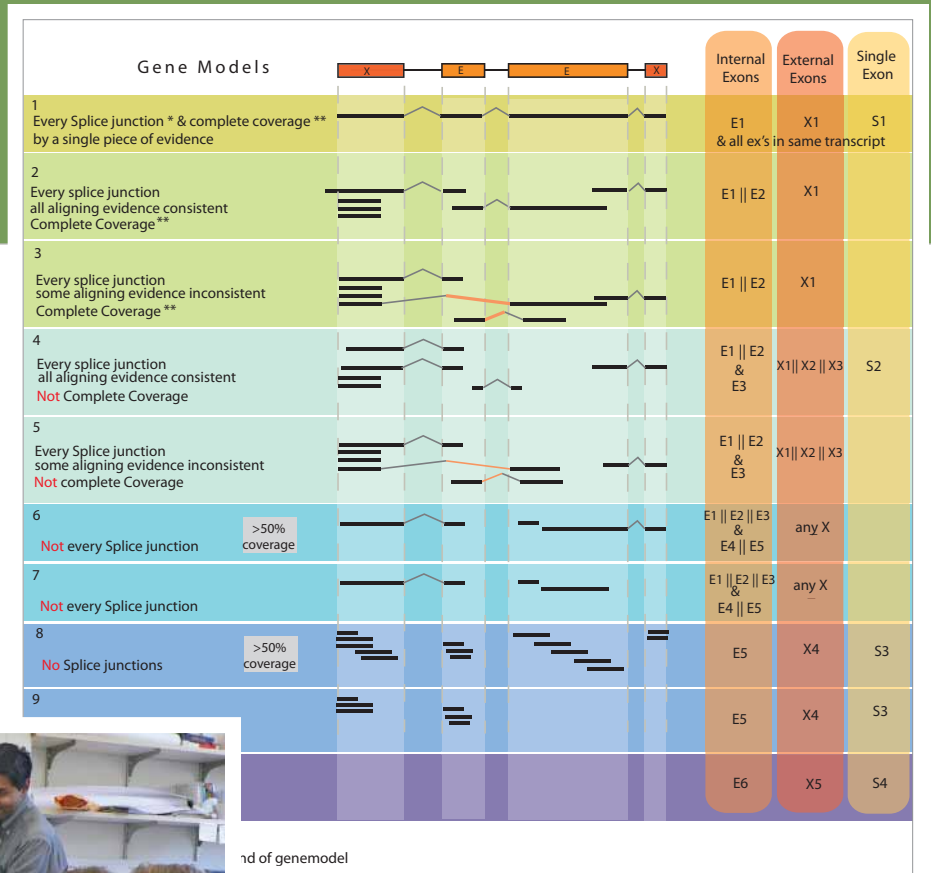 Gene Models
X E E X
Internal Exons
External Exons
Single Exon
1
Every Splice junction * & complete coverage **
by a single piece of evidence
E1 X1 S1
& all ex's in same transcript
2
Every splice junction
all aligning evidence consistent
Complete Coverage **
E1 || E2 X1
3
Every splice junction
some aligning evidence inconsistent
Complete Coverage **
E1 || E2 X1
4
Every splice junction
all aligning evidence consistent
Not Complete Coverage
E1 || E2
&
E3
X1|| X2 || X3
S2
5
Every Splice junction
some aligning evidence inconsistent
Not complete Coverage
E1 || E2
&
E3
X1|| X2 || X3
6
Not every Splice junction
>50%
coverage
E1 || E2 || E3
&
E4 || E5
any X
7
Not every Splice junction
E1 || E2 || E3
&
E4 || E5
any X
8
No Splice junctions
>50%
coverage
E5 X4 S3
9
E5 X4 S3
E6 X5 S4
of genemodel